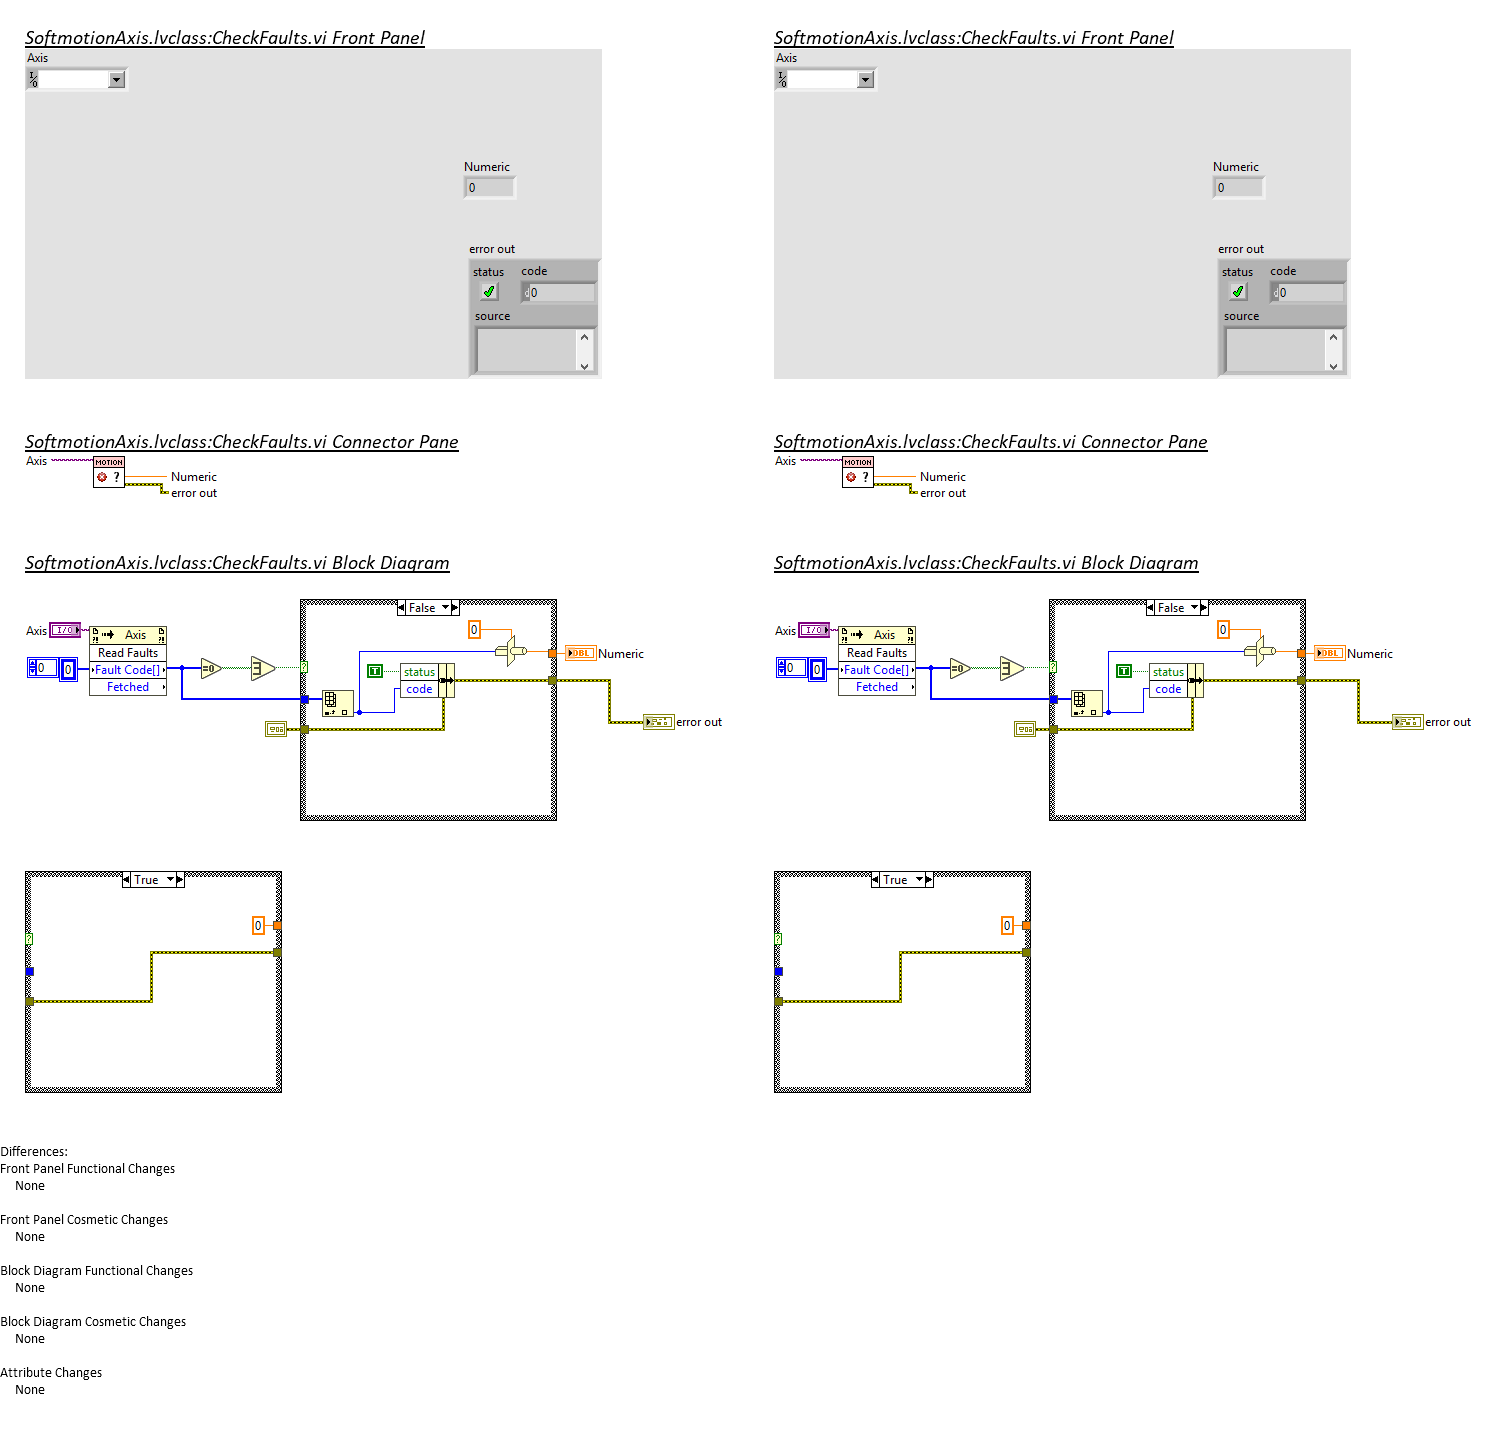 SoftmotionAxis.lvclass:CheckFaults.vi Front Panel
SoftmotionAxis.lvclass:CheckFaults.vi Front Panel
Axis
Axis
I/O
I/O
Numeric
Numeric
0
0
error out
error out
status code
status code
d 0
d 0
source
source
SoftmotionAxis.lvclass:CheckFaults.vi Connector Pane
SoftmotionAxis.lvclass:CheckFaults.vi Connector Pane
Axis MOTION
Axis MOTION
? Numeric
? Numeric
error out
error out
SoftmotionAxis.lvclass:CheckFaults.vi Block Diagram
SoftmotionAxis.lvclass:CheckFaults.vi Block Diagram
False
False
Axis I/O Axis 0
Axis I/O Axis 0
Read Faults DBL Numeric
Read Faults DBL Numeric
0 0 Fault Code[] =0 ? T status
0 0 Fault Code[] =0 ? T status
Fetched code
Fetched code
error out
error out
True
True
0
0
?
?
Differences:
Front Panel Functional Changes
None
Front Panel Cosmetic Changes
None
Block Diagram Functional Changes
None
Block Diagram Cosmetic Changes
None
Attribute Changes
None